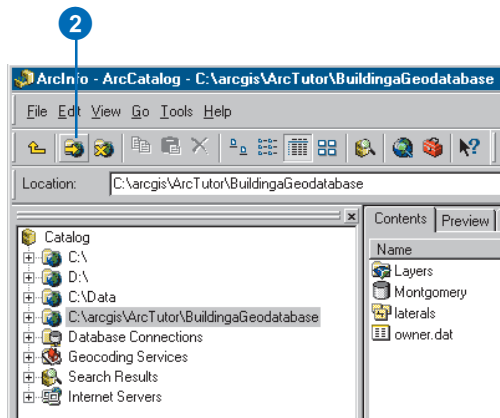 2
ArcInfo - ArcCatalog - C:\arcgis\ArcTutor\BuildingaGeodatabase
File Edit View Go Tools Help
Location: C:\arcgis\ArcTutor\BuildingaGeodatabase
Contents Preview
Catalog
C:\
D:\
C:\Data
C:\arcgis\ArcTutor\BuildingaGeodatabase
Database Connections
Geocoding Services
Search Results
Internet Servers
Name
Layers
Montgomery
laterals
owner.dat